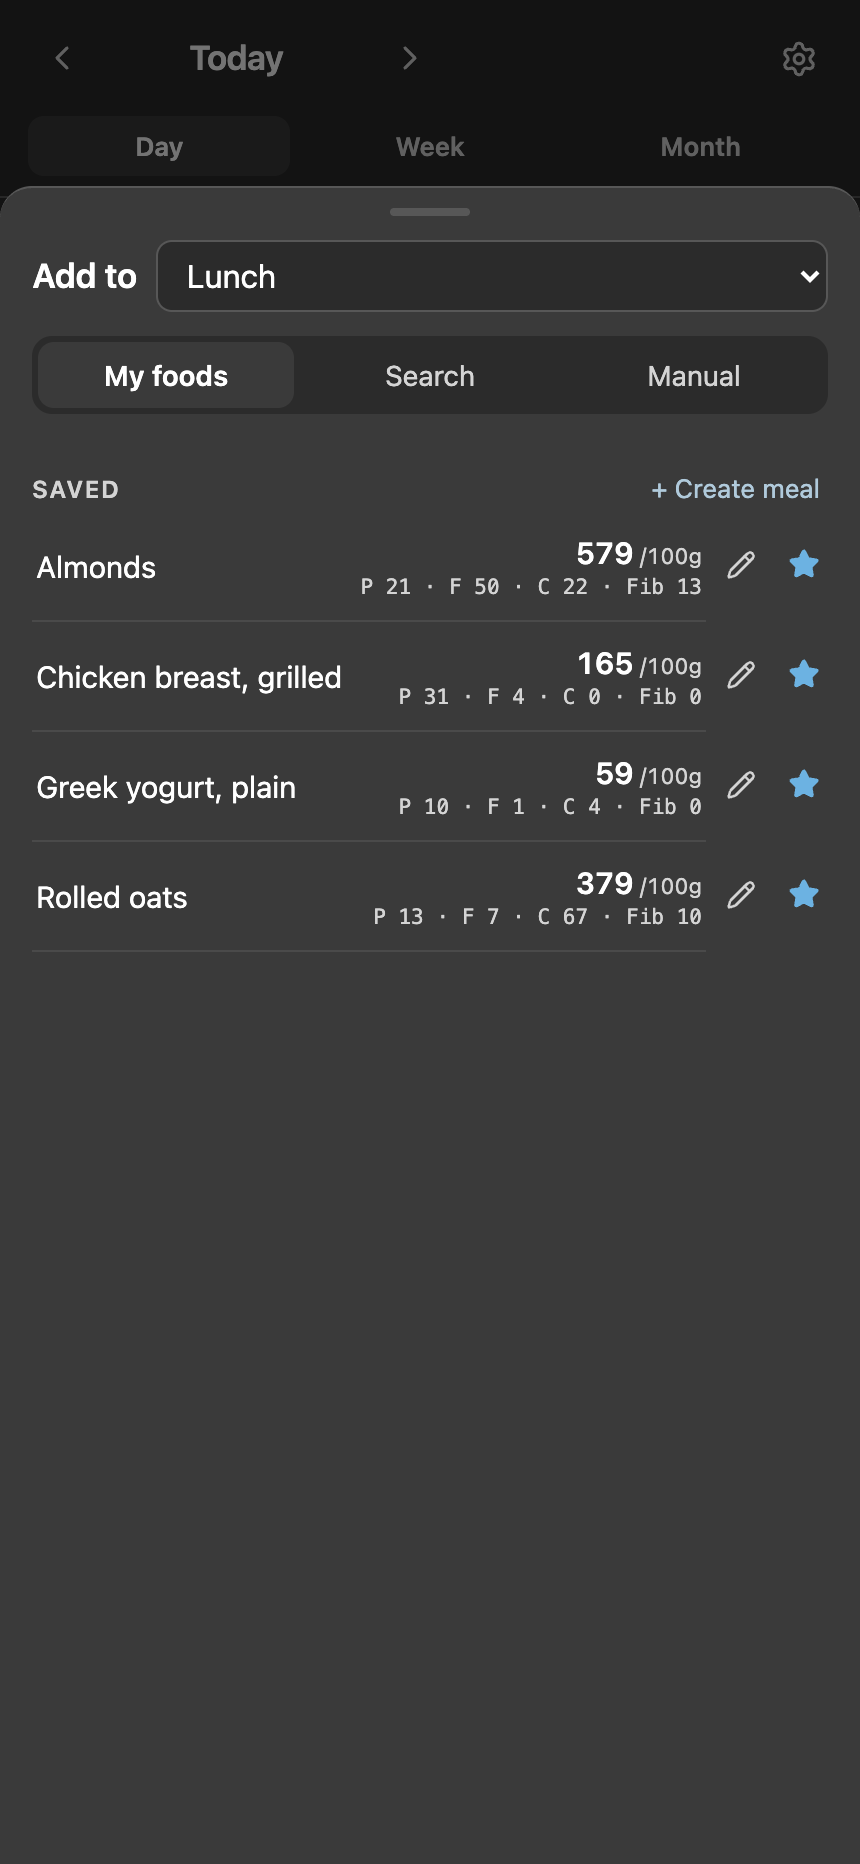 Today
Day Week Month
Add to Lunch
My foods Search Manual
SAVED + Create meal
Almonds 579 /100g
P 21 · F 50 · C 22 · Fib 13
Chicken breast, grilled 165 /100g
P 31 · F 4 · C 0 · Fib 0
Greek yogurt, plain 59 /100g
P 10 · F 1 · C 4 · Fib 0
Rolled oats 379 /100g
P 13 · F 7 · C 67 · Fib 10